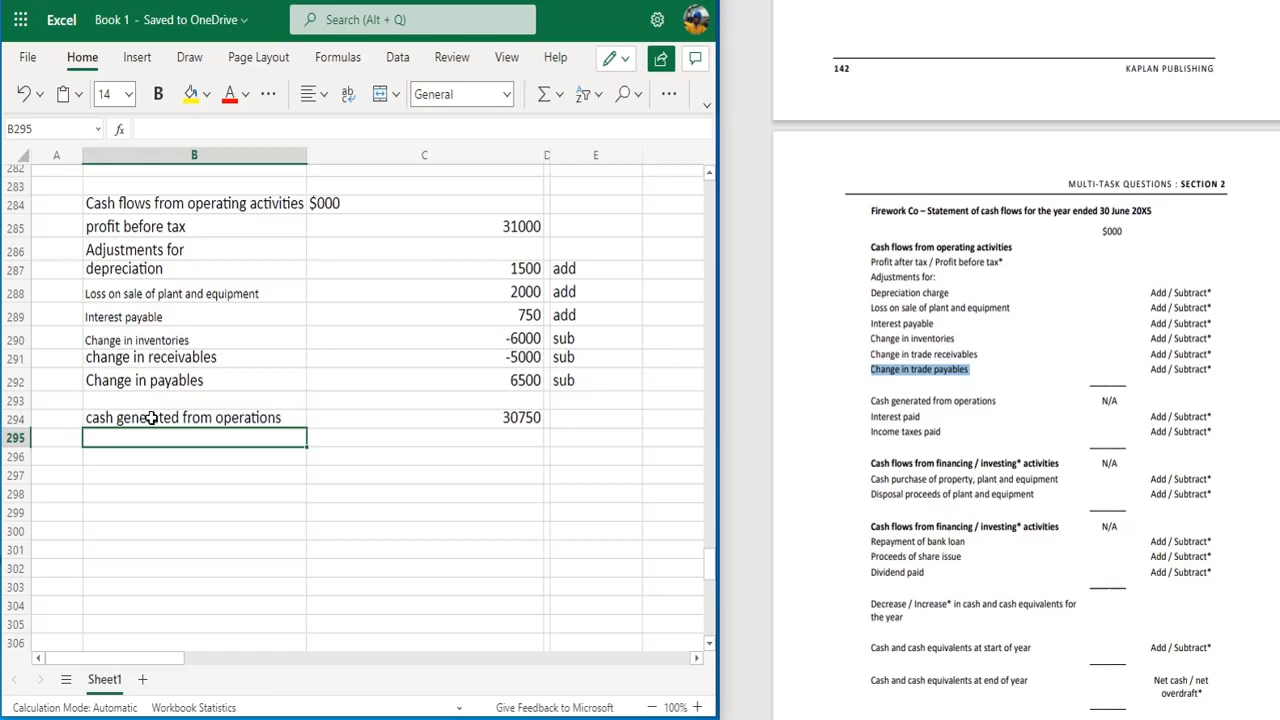 Excel Book 1 - Saved to OneDrive
Search (Alt + Q)
File Home Insert Draw Page Layout Formulas Data Review View Help
14 B A General
B295 fx
A B C D E
282
283
284 Cash flows from operating activities $000
285 profit before tax 31000
286 Adjustments for
287 depreciation 1500 add
288 Loss on sale of plant and equipment 2000 add
289 Interest payable 750 add
290 Change in inventories -6000 sub
291 change in receivables -5000 sub
292 Change in payables 6500 sub
293
294 cash generated from operations 30750
295
296
297
298
299
300
301
302
303
304
305
306
Sheet1
Calculation Mode: Automatic Workbook Statistics Give Feedback to Microsoft 100%
142 KAPLAN PUBLISHING
MULTI-TASK QUESTIONS : SECTION 2
Firework Co – Statement of cash flows for the year ended 30 June 20X5
$000
Cash flows from operating activities
Profit after tax / Profit before tax*
Adjustments for:
Depreciation charge Add / Subtract*
Loss on sale of plant and equipment Add / Subtract*
Interest payable Add / Subtract*
Change in inventories Add / Subtract*
Change in trade receivables Add / Subtract*
Change in trade payables Add / Subtract*
Cash generated from operations N/A
Interest paid Add / Subtract*
Income taxes paid Add / Subtract*
Cash flows from financing / investing* activities N/A
Cash purchase of property, plant and equipment Add / Subtract*
Disposal proceeds of plant and equipment Add / Subtract*
Cash flows from financing / investing* activities N/A
Repayment of bank loan Add / Subtract*
Proceeds of share issue Add / Subtract*
Dividend paid Add / Subtract*
Decrease / Increase* in cash and cash equivalents for
the year
Cash and cash equivalents at start of year Add / Subtract*
Cash and cash equivalents at end of year Net cash / net
overdraft*